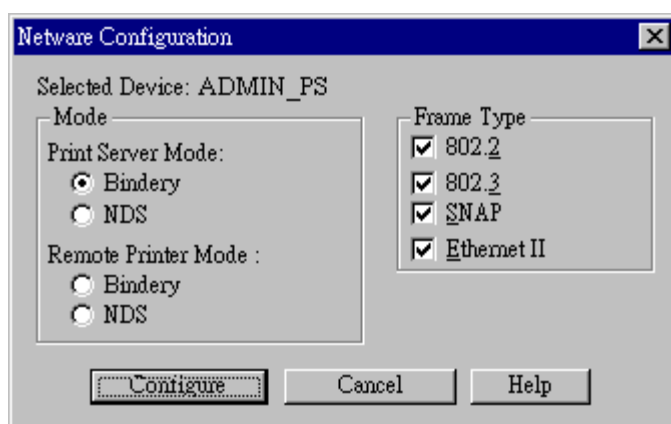 Netware Configuration
Selected Device: ADMIN_PS
Mode
Print Server Mode:
Bindery
NDS
Remote Printer Mode :
Bindery
NDS
Frame Type
802.2
802.3
SNAP
Ethernet II
Configure
Cancel
Help